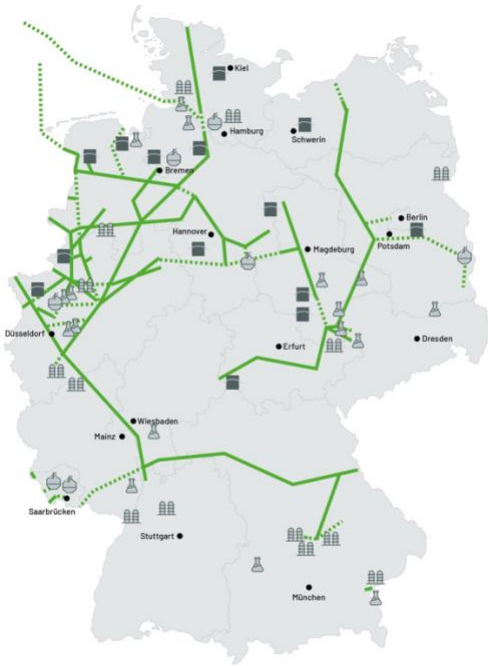 Kiel
Hamburg
Schwerin
Bremen
Berlin
Hannover
Potsdam
Magdeburg
Düsseldorf
Erfurt
Dresden
Wiesbaden
Mainz
Saarbrücken
Stuttgart
München